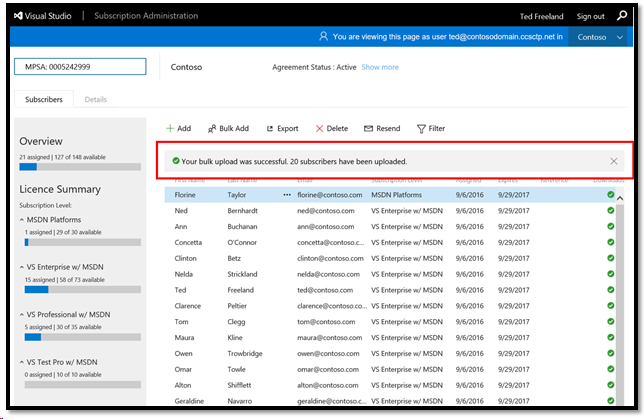 Visual Studio | Subscription Administration Ted Freeland Sign out
You are viewing this page as user ted@contosodomain.ccsctp.net in Contoso
MPSA: 0005242999 Contoso Agreement Status : Active Show more
Subscribers Details
Overview
21 assigned | 127 of 148 available
Licence Summary
Subscription Level:
MSDN Platforms
1 assigned | 29 of 30 available
VS Enterprise w/ MSDN
15 assigned | 58 of 73 available
VS Professional w/ MSDN
5 assigned | 30 of 35 available
VS Test Pro w/ MSDN
0 assigned | 10 of 10 available
Add Bulk Add Export Delete Resend Filter
Your bulk upload was successful. 20 subscribers have been uploaded.
First Name Last Name Email Subscription Level Assigned Expires Reference Downloads
Florine Taylor ••• florine@contoso.com MSDN Platforms 9/6/2016 9/29/2017
Ned Bernhardt ned@contoso.com VS Enterprise w/ MSDN 9/6/2016 9/29/2017
Ann Buchanan ann@contoso.com VS Enterprise w/ MSDN 9/6/2016 9/29/2017
Concetta O'Connor concetta@contoso.c... VS Enterprise w/ MSDN 9/6/2016 9/29/2017
Clinton Betz clinton@contoso.com VS Enterprise w/ MSDN 9/6/2016 9/29/2017
Nelda Strickland nelda@contoso.com VS Enterprise w/ MSDN 9/6/2016 9/29/2017
Ted Freeland ted@contoso.com VS Enterprise w/ MSDN 9/6/2016 9/29/2017
Clarence Peltier clarence@contoso.co... VS Enterprise w/ MSDN 9/6/2016 9/29/2017
Tom Clegg tom@contoso.com VS Enterprise w/ MSDN 9/6/2016 9/29/2017
Maura Kline maura@contoso.com VS Enterprise w/ MSDN 9/6/2016 9/29/2017
Owen Trowbridge owen@contoso.com VS Enterprise w/ MSDN 9/6/2016 9/29/2017
Omar Towle omar@contoso.com VS Enterprise w/ MSDN 9/6/2016 9/29/2017
Alton Shifflett alton@contoso.com VS Enterprise w/ MSDN 9/6/2016 9/29/2017
Geraldine Navarro geraldine@contoso.c... VS Enterprise w/ MSDN 9/6/2016 9/29/2017